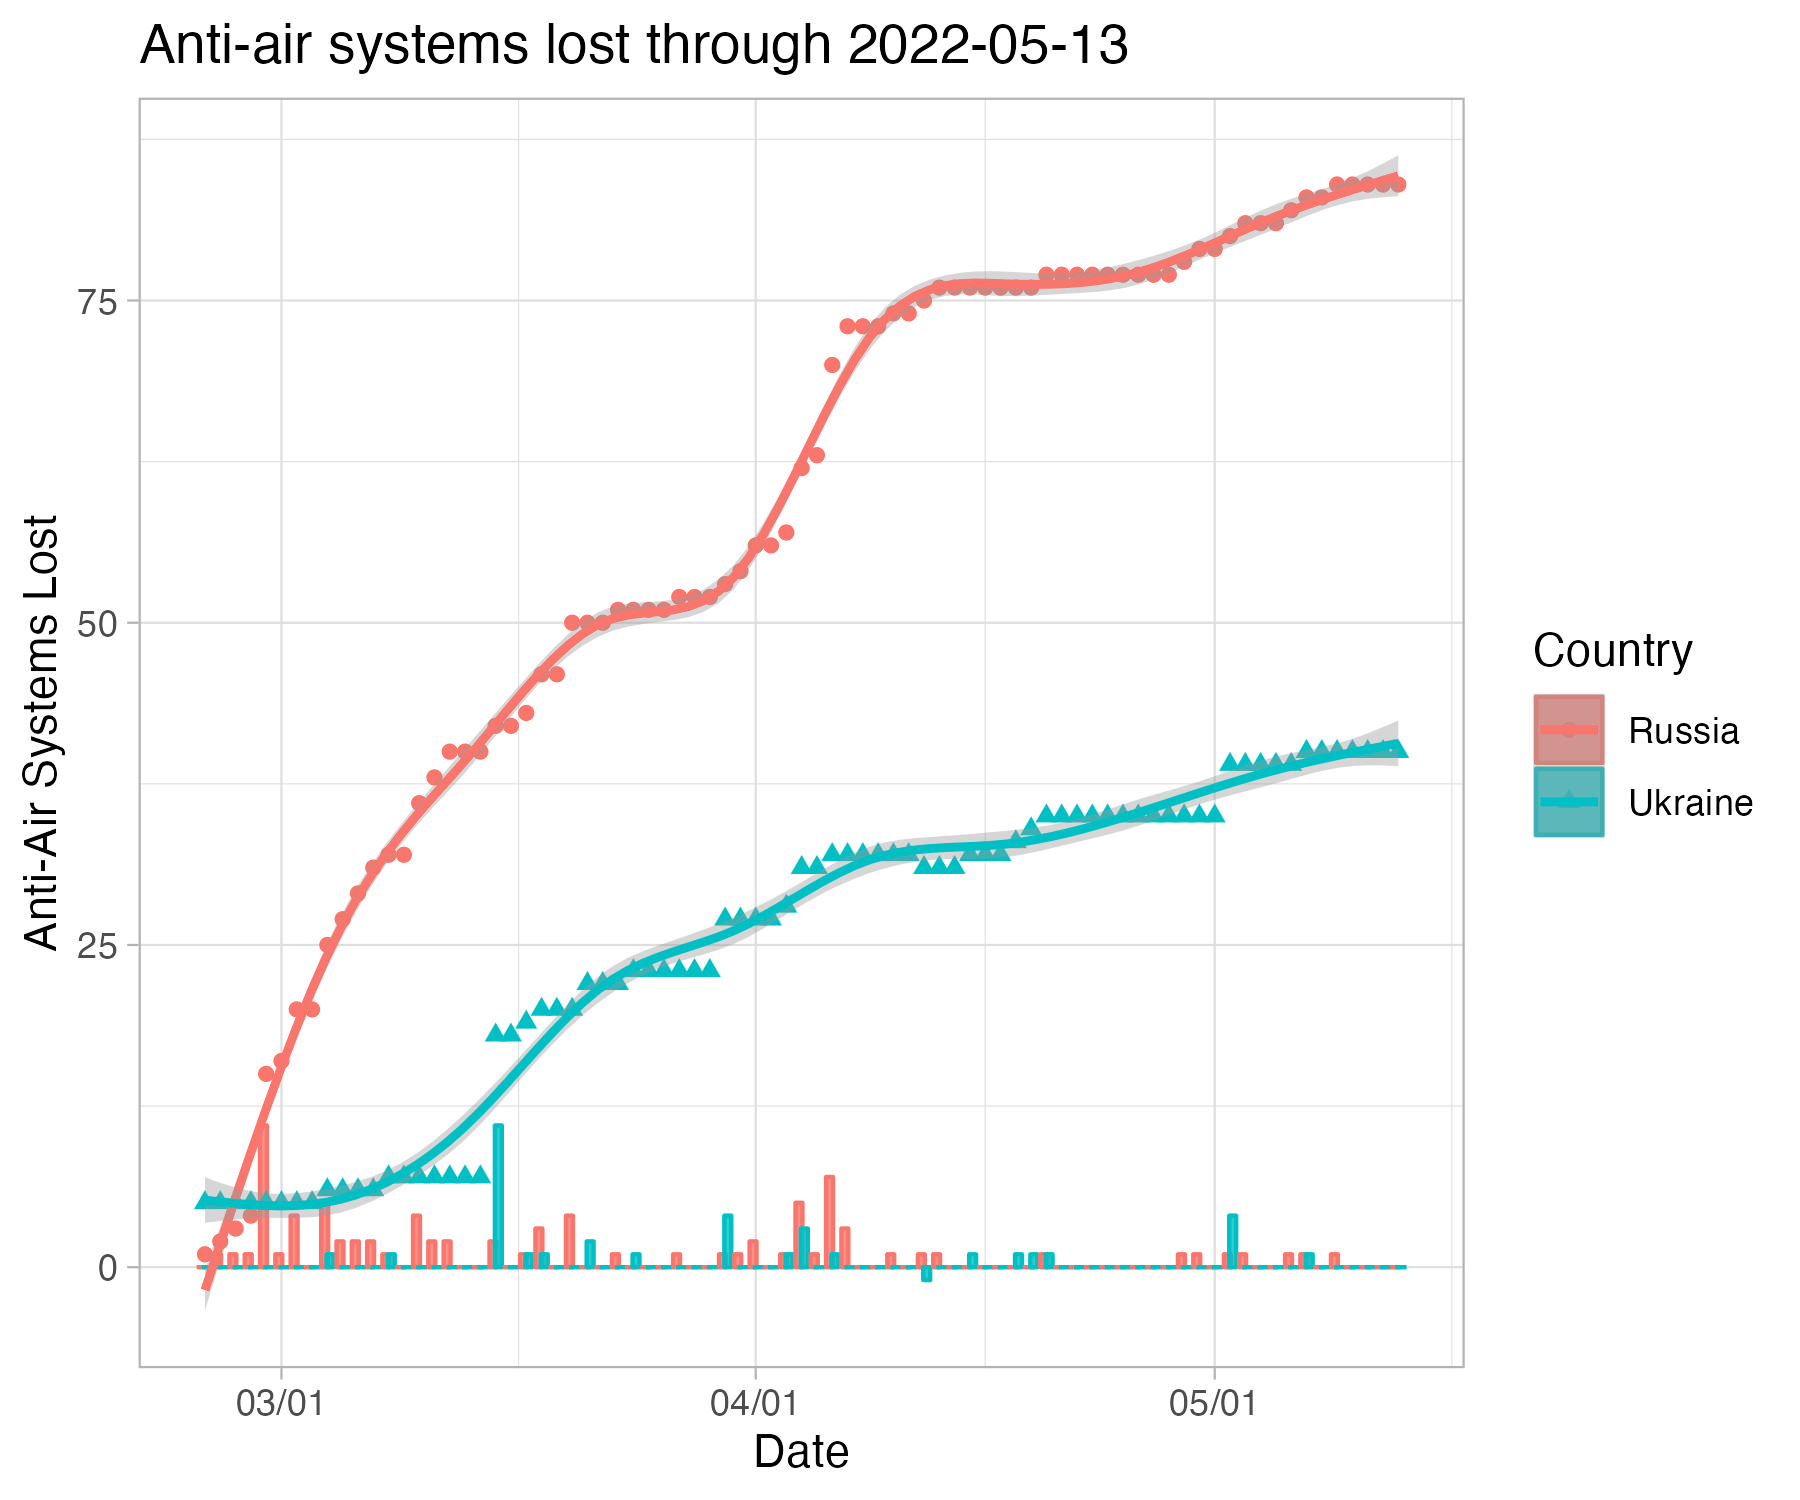 Anti-air systems lost through 2022-05-13
Anti-Air Systems Lost
75
50
25
0
03/01
04/01
05/01
Date
Country
Russia
Ukraine